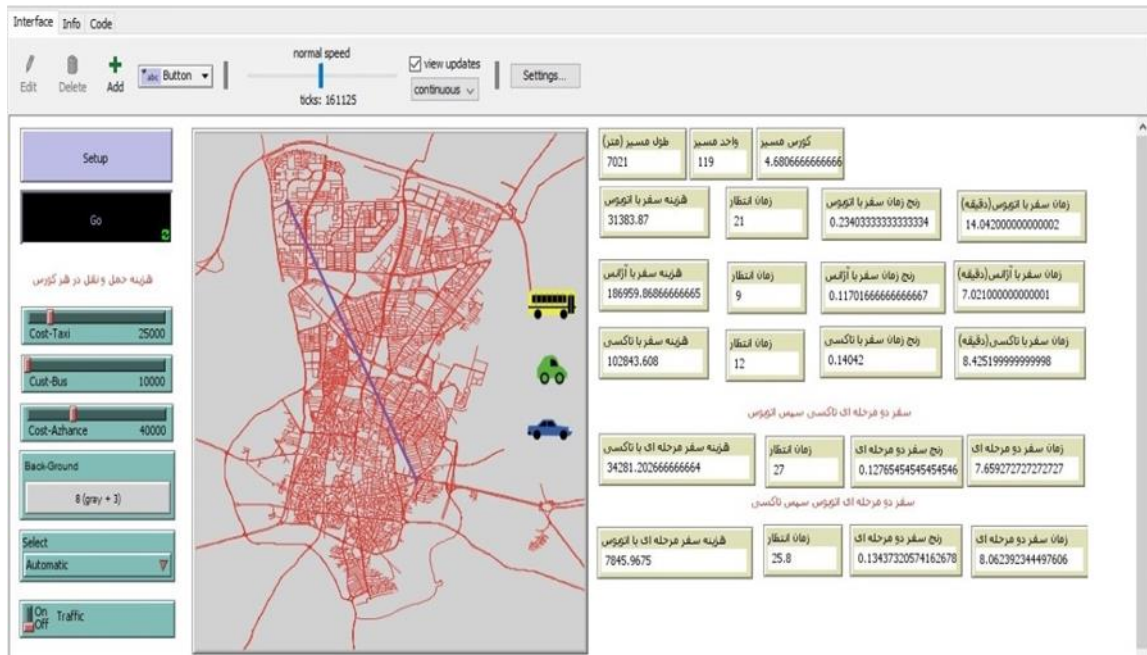 Interface Info Code
Edit
Delete
Add
abc Button
normal speed
ticks: 161125
view updates
continuous
Settings...
Setup
Go
هزینه حمل و نقل در هر کورس
Cost-Taxi 25000
Cust-Bus 10000
Cost-Azhance 40000
Back-Ground
8 (gray + 3)
Select
Automatic
On
Off
Traffic
طول مسیر (متر)
7021
واحد مسیر
119
کورس مسیر
4.6806666666666
هزینه سفر با اتوبوس
31383.87
زمان انتظار
21
رنج زمان سفر با اتوبوس
0.23403333333333334
زمان سفر با اتوبوس(دقیقه)
14.042000000000002
هزینه سفر با آژانس
186959.86866666665
زمان انتظار
9
رنج زمان سفر با آژانس
0.11701666666666667
زمان سفر با آژانس(دقیقه)
7.021000000000001
هزینه سفر با تاکسی
102843.608
زمان انتظار
12
رنج زمان سفر با تاکسی
0.14042
زمان سفر با تاکسی(دقیقه)
8.425199999999998
سفر دو مرحله ای تاکسی سپس اتوبوس
هزینه سفر مرحله ای با تاکسی
34281.202666666664
زمان انتظار
27
رنج سفر دو مرحله ای
0.12765454545454546
زمان سفر دو مرحله ای
7.659272727272727
سفر دو مرحله ای اتوبوس سپس تاکسی
هزینه سفر مرحله ای با اتوبوس
7845.9675
زمان انتظار
25.8
رنج سفر دو مرحله ای
0.13437320574162678
زمان سفر دو مرحله ای
8.062392344497606